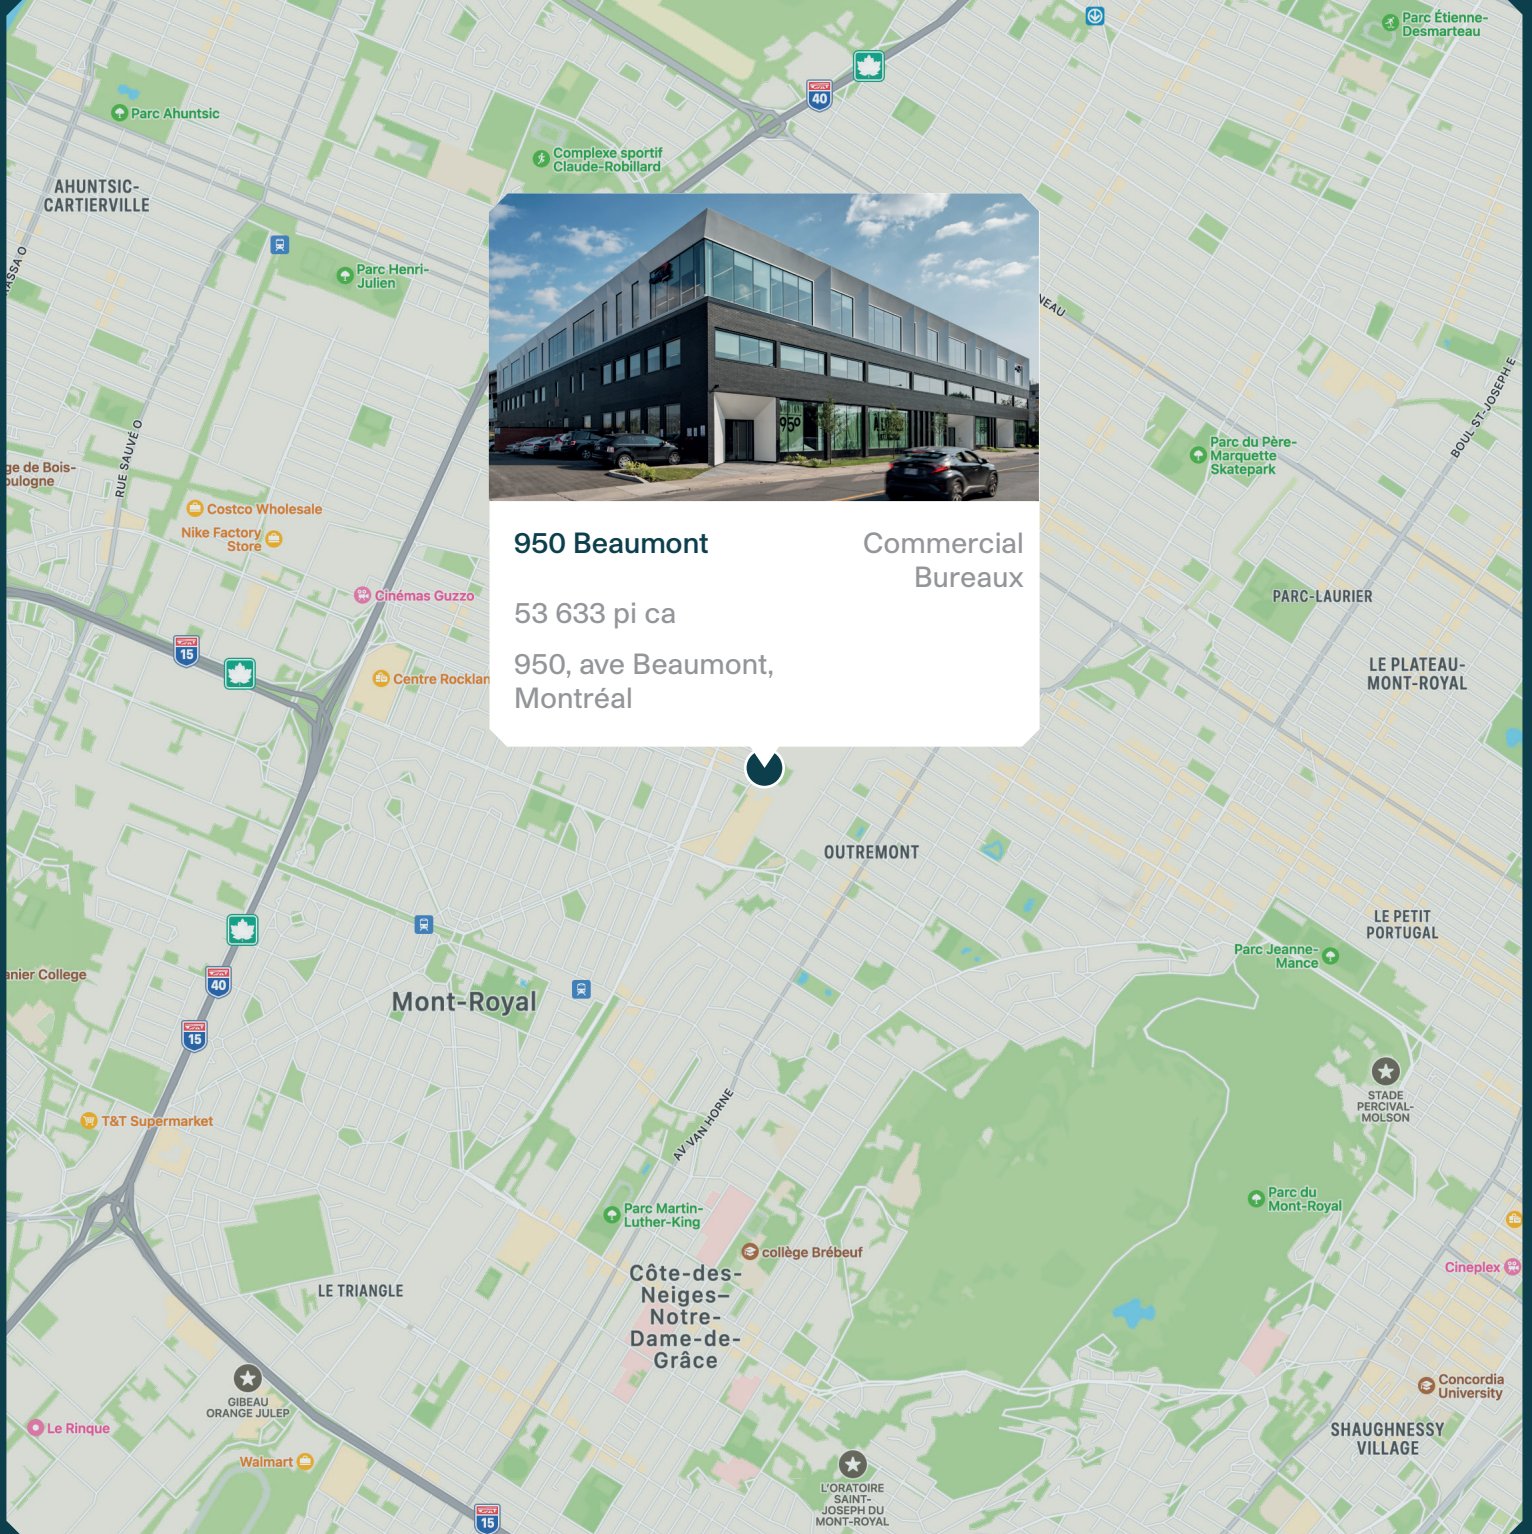 Parc Étienne-
Desmarteau
40
Parc Ahuntsic
Complexe sportif
Claude-Robillard
AHUNTSIC-
CARTIERVILLE
Parc Henri-
Julien
950
950 Beaumont
Commercial
Bureaux
53 633 pi ca
950, ave Beaumont,
Montréal
BOUL ST-JOSEPH E
Parc du Père-
Marquette
Skatepark
RUE SAUVÉ O
Costco Wholesale
Nike Factory
Store
Cinémas Guzzo
PARC-LAURIER
15
Centre Rocklan
LE PLATEAU-
MONT-ROYAL
OUTREMONT
LE PETIT
PORTUGAL
Parc Jeanne-
Mance
anier College
40
Mont-Royal
15
STADE
PERCIVAL-
MOLSON
T&T Supermarket
AV VAN HORNE
Parc du
Mont-Royal
Parc Martin-
Luther-King
collège Brébeuf
Cineplex
Côte-des-
Neiges–
Notre-
Dame-de-
Grâce
LE TRIANGLE
GIBEAU
ORANGE JULEP
Concordia
University
Le Rinque
SHAUGHNESSY
VILLAGE
Walmart
L'ORATOIRE
SAINT-
JOSEPH DU
MONT-ROYAL
15